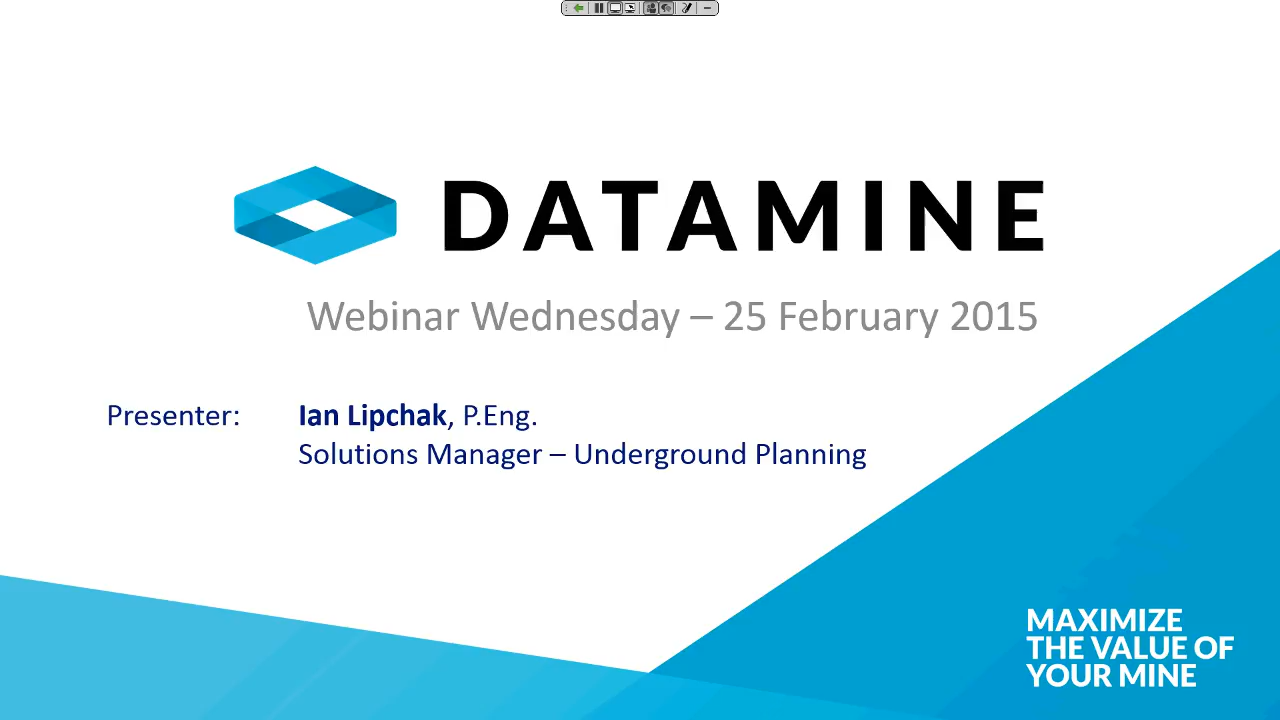 DATAMINE
Webinar Wednesday – 25 February 2015
Presenter: Ian Lipchak, P.Eng.
Solutions Manager – Underground Planning
MAXIMIZE
THE VALUE OF
YOUR MINE